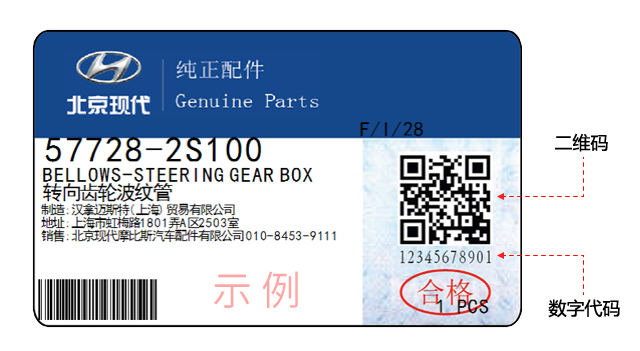 北京现代
纯正配件
Genuine Parts
F/I/28
57728-2S100
BELLOWS-STEERING GEAR BOX
转向齿轮波纹管
制造:汉拿迈斯特(上海)贸易有限公司
地址:上海市虹梅路1801弄A区2503室
销售:北京现代摩比斯汽车配件有限公司010-8453-9111
12345678901
示例
合格
1 PCS
二维码
数字代码